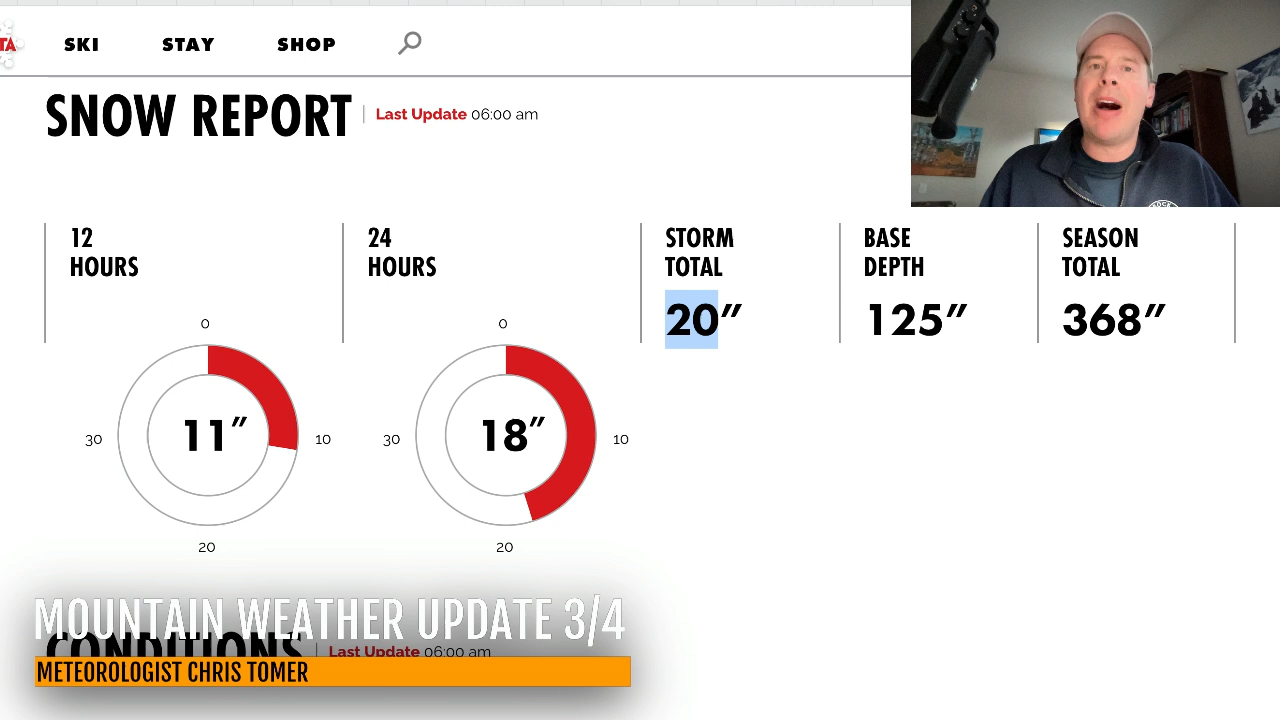 TA
SKI
STAY
SHOP
SNOW REPORT
Last Update 06:00 am
12
HOURS
24
HOURS
STORM
TOTAL
20″
BASE
DEPTH
125″
SEASON
TOTAL
368″
0
10
20
30
11″
0
10
20
30
18″
MOUNTAIN WEATHER UPDATE 3/4
CONDITIONS
Last Update 06:00 am
METEOROLOGIST CHRIS TOMER